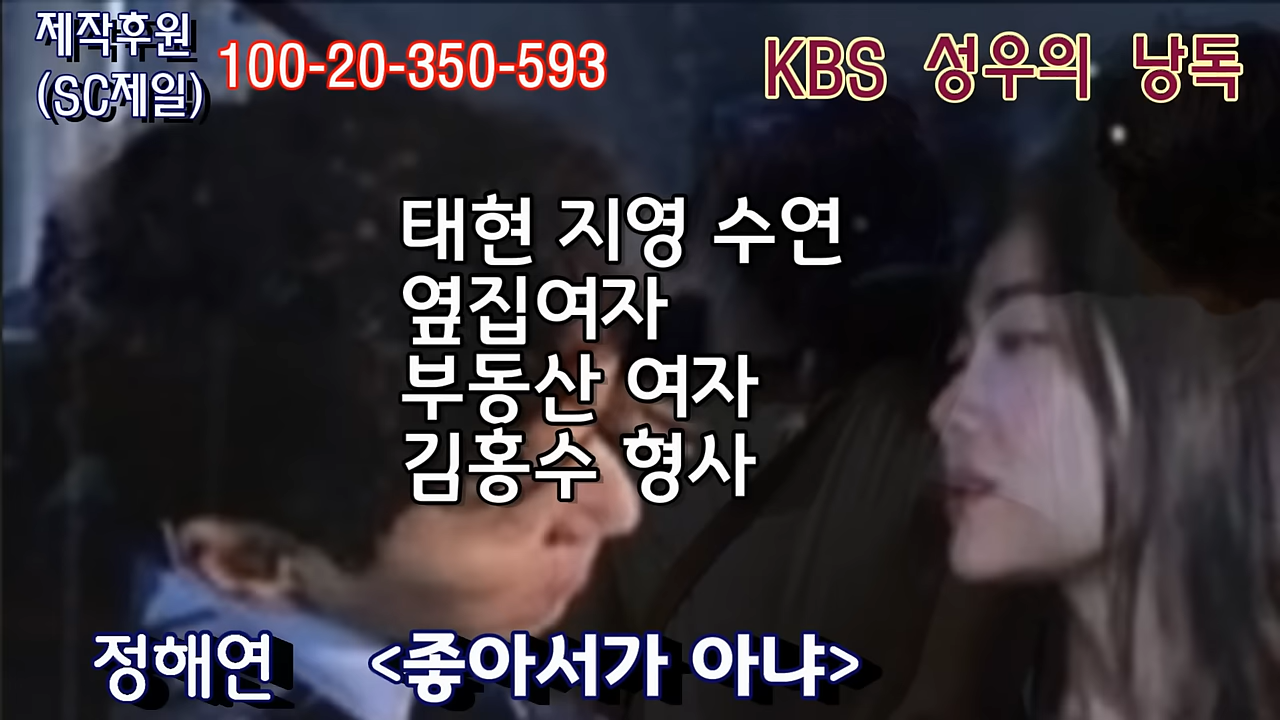 제작후원
(SC제일)
100-20-350-593
KBS 성우의 낭독
태현 지영 수연
옆집여자
부동산 여자
김홍수 형사
정해연 <좋아서가 아냐>